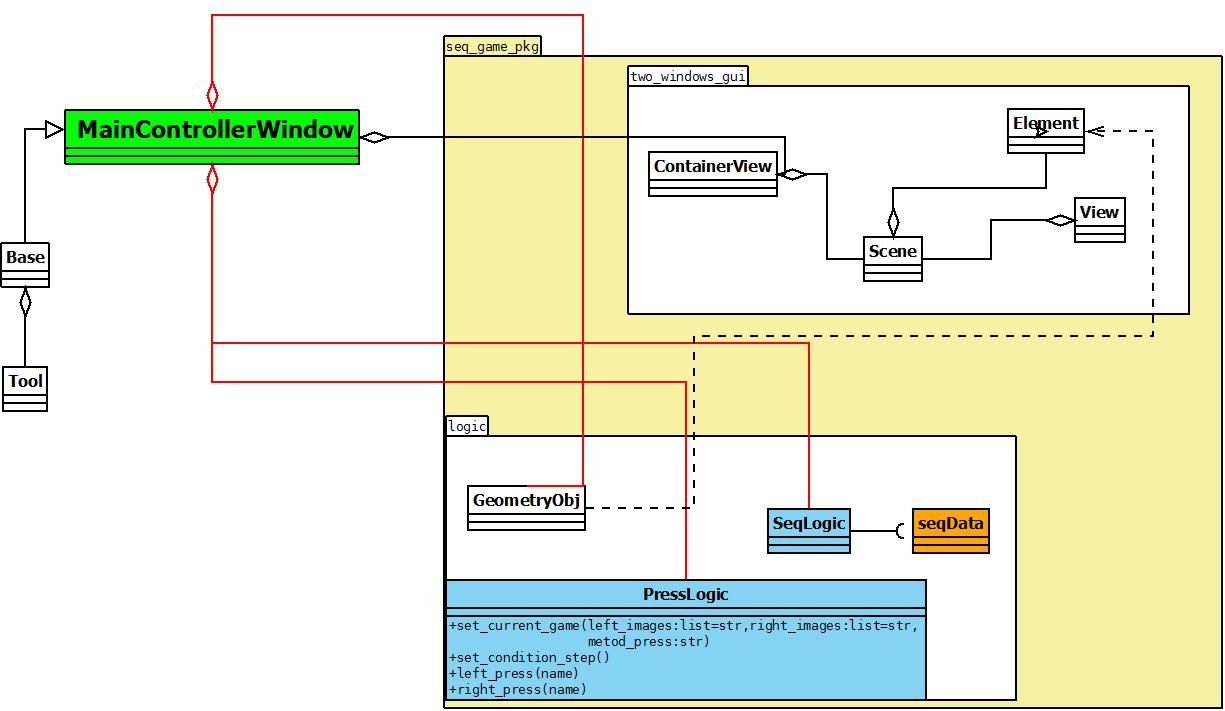 seq_game_pkg
two_windows_gui
MainControllerWindow
Element
ContainerView
View
Scene
Base
Tool
logic
GeometryObj
SeqLogic
seqData
PressLogic
+set_current_game(left_images:list=str,right_images:list=str,
metod_press:str)
+set_condition_step()
+left_press(name)
+right_press(name)